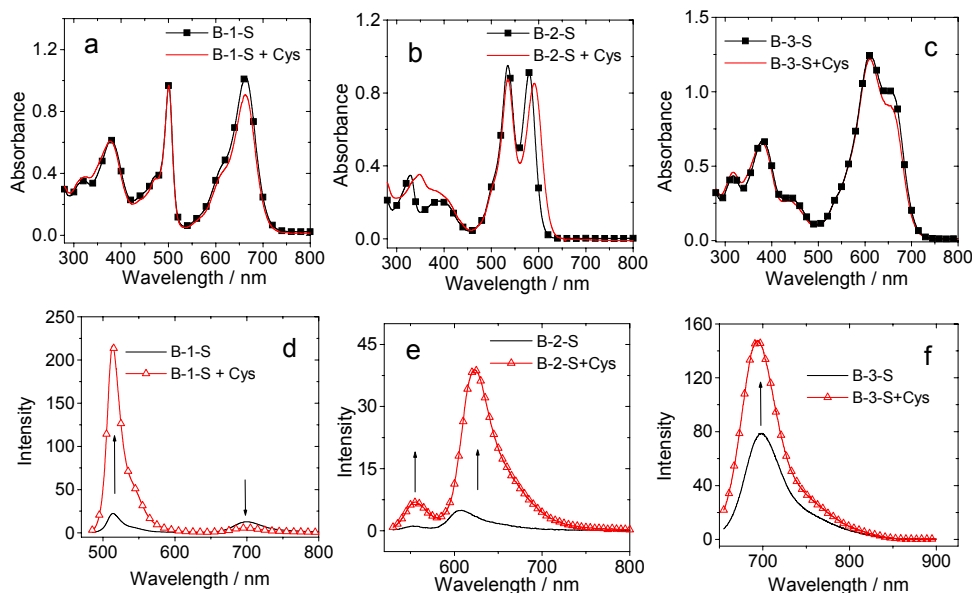 a
B-1-S
B-1-S + Cys
Absorbance
1.2
0.8
0.4
0.0
300 400 500 600 700 800
Wavelength / nm
b
B-2-S
B-2-S + Cys
Absorbance
1.2
0.8
0.4
0.0
300 400 500 600 700 800
Wavelength / nm
c
B-3-S
B-3-S+Cys
Absorbance
1.5
1.0
0.5
0.0
300 400 500 600 700 800
Wavelength / nm
d
B-1-S
B-1-S + Cys
Intensity
250
200
150
100
50
0
500 600 700 800
Wavelength / nm
e
B-2-S
B-2-S+Cys
Intensity
45
30
15
0
600 700 800
Wavelength / nm
f
B-3-S
B-3-S+Cys
Intensity
160
120
80
40
0
700 800 900
Wavelength / nm